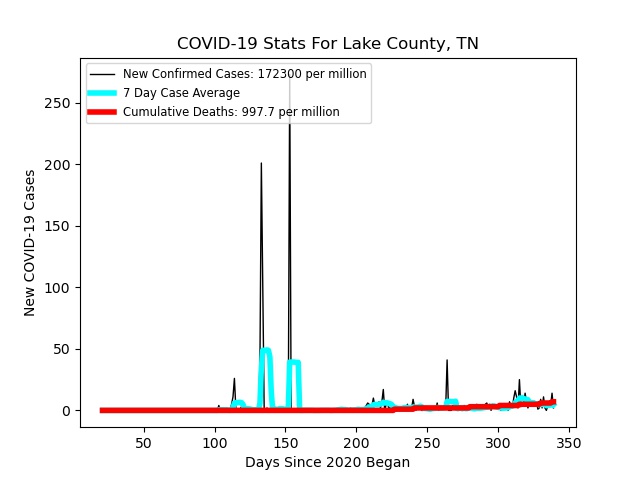 COVID-19 Stats For Lake County, TN
New Confirmed Cases: 172300 per million
7 Day Case Average
Cumulative Deaths: 997.7 per million
New COVID-19 Cases
250
200
150
100
50
0
50 100 150 200 250 300 350
Days Since 2020 Began